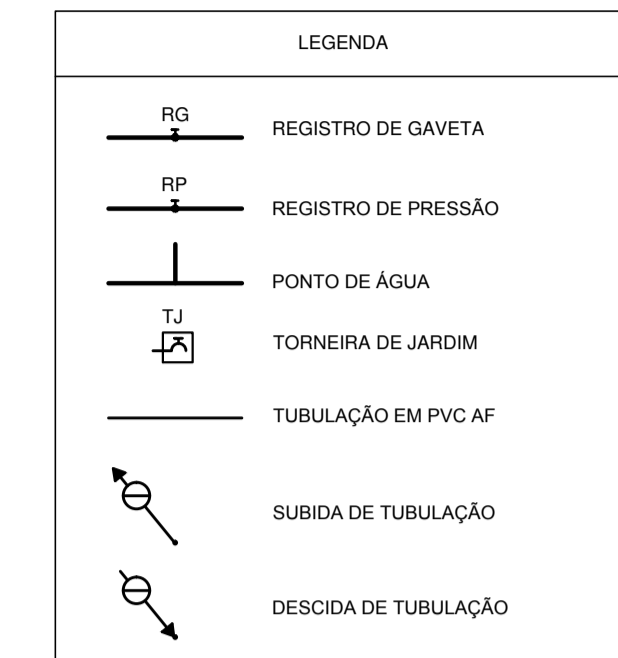 LEGENDA
RG
REGISTRO DE GAVETA
RP
REGISTRO DE PRESSÃO
PONTO DE ÁGUA
TJ
TORNEIRA DE JARDIM
TUBULAÇÃO EM PVC AF
SUBIDA DE TUBULAÇÃO
DESCIDA DE TUBULAÇÃO